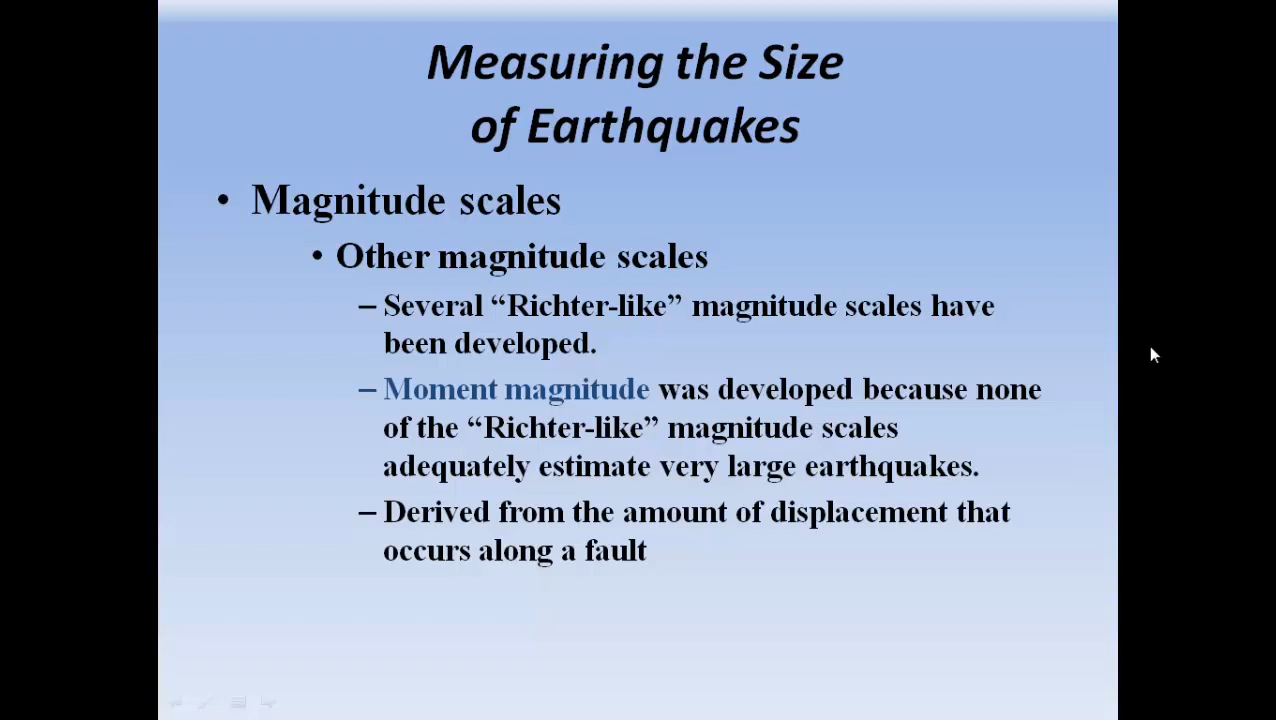 Measuring the Size
of Earthquakes
• Magnitude scales
• Other magnitude scales
– Several “Richter-like” magnitude scales have
been developed.
– Moment magnitude was developed because none
of the “Richter-like” magnitude scales
adequately estimate very large earthquakes.
– Derived from the amount of displacement that
occurs along a fault